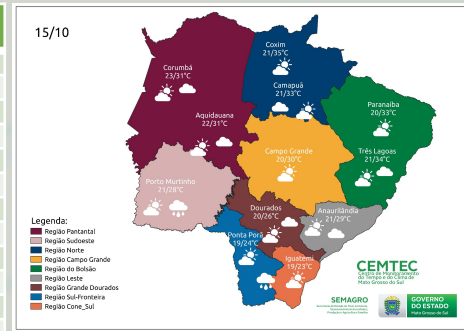 15/10
Coxim
21/35°C
Corumbá
23/31°C
Camapuã
21/33°C
Paranaíba
20/33°C
Aquidauana
22/31°C
Campo Grande
20/30°C
Três Lagoas
21/34°C
Porto Murtinho
21/28°C
Dourados
20/26°C
Anaurilândia
21/29°C
Ponta Porã
19/24°C
Iguatemi
19/23°C
Legenda:
Região Pantantal
Região Sudoeste
Região Norte
Região Campo Grande
Região do Bolsão
Região Leste
Região Grande Dourados
Região Sul-Fronteira
Região Cone_Sul
CEMTEC
Centro de Monitoramento
do Tempo e do Clima de
Mato Grosso do Sul
SEMAGRO
GOVERNO
DO ESTADO
Mato Grosso do Sul